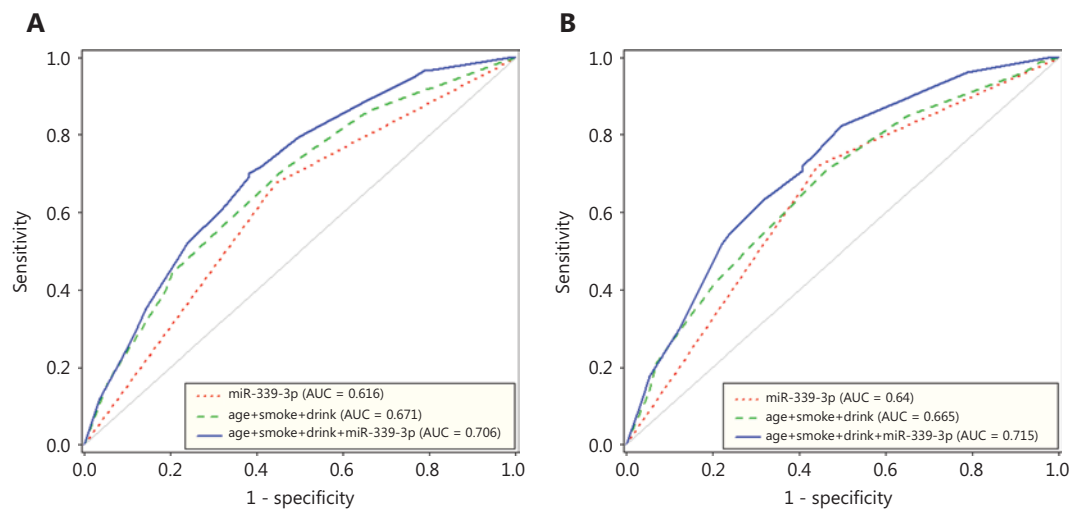 A
1.0
0.8
0.6
0.4
0.2
0.0
Sensitivity
miR-339-3p (AUC = 0.616)
age+smoke+drink (AUC = 0.671)
age+smoke+drink+miR-339-3p (AUC = 0.706)
0.0 0.2 0.4 0.6 0.8 1.0
1 - specificity
B
1.0
0.8
0.6
0.4
0.2
0.0
Sensitivity
miR-339-3p (AUC = 0.64)
age+smoke+drink (AUC = 0.665)
age+smoke+drink+miR-339-3p (AUC = 0.715)
0.0 0.2 0.4 0.6 0.8 1.0
1 - specificity